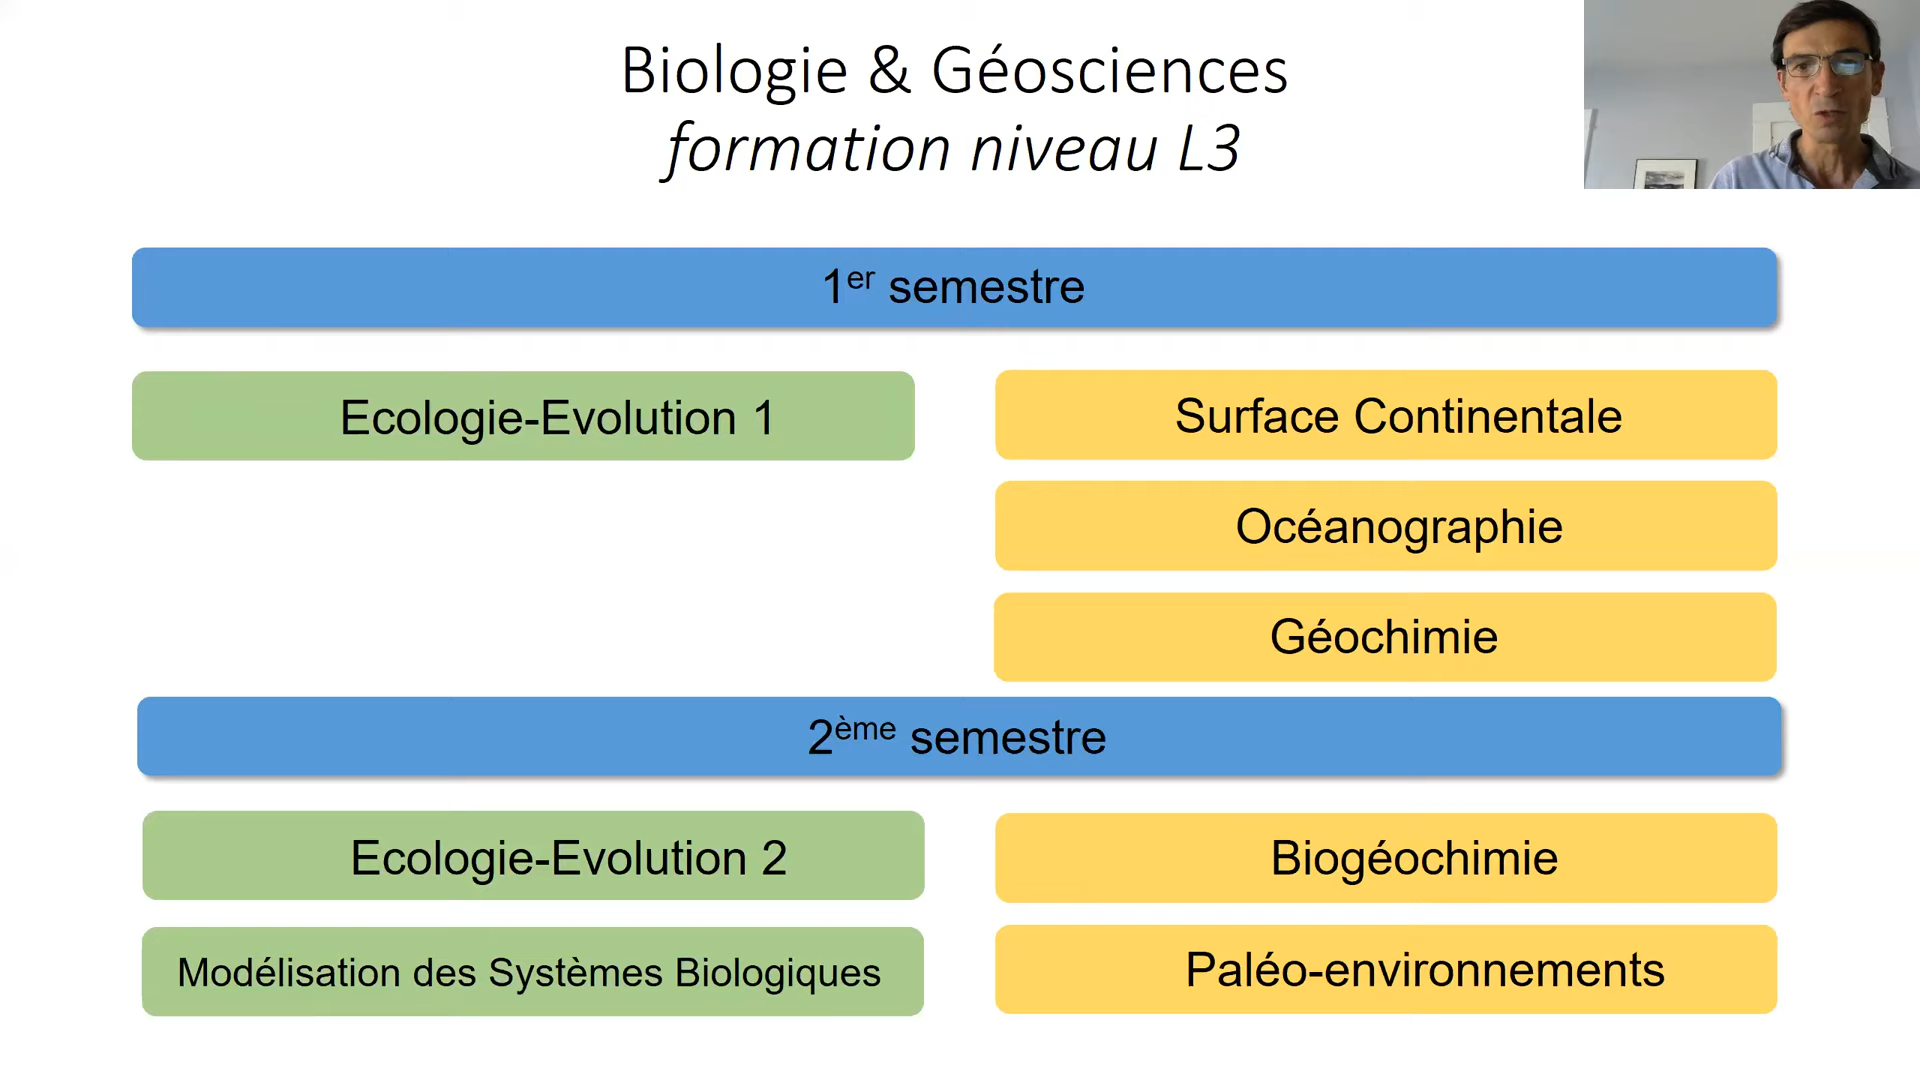 Biologie & Géosciences
formation niveau L3
1er semestre
Ecologie-Evolution 1
Surface Continentale
Océanographie
Géochimie
2ème semestre
Ecologie-Evolution 2
Biogéochimie
Modélisation des Systèmes Biologiques
Paléo-environnements